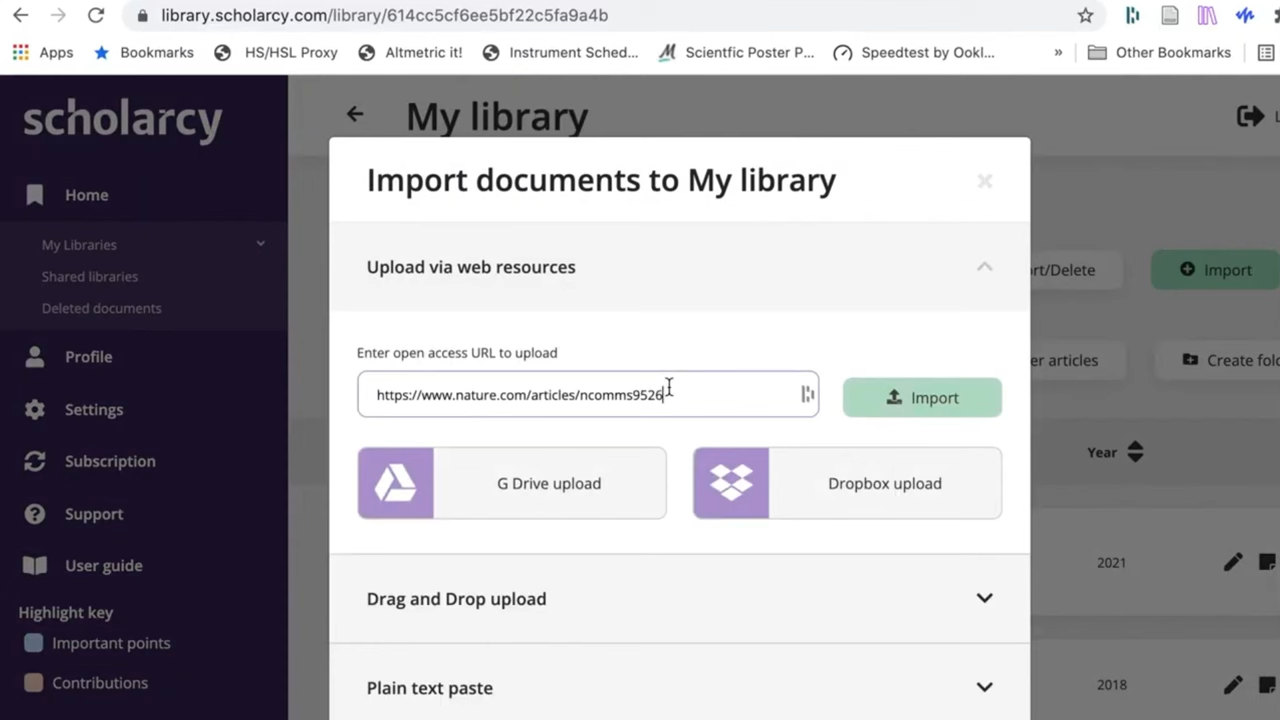 library.scholarcy.com/library/614cc5cf6ee5bf22c5fa9a4b
Apps Bookmarks HS/HSL Proxy Altmetric it! Instrument Sched... Scientfic Poster P... Speedtest by Ookl... » Other Bookmarks
scholarcy
My library
Import documents to My library
×
Home
My Libraries
Shared libraries
Deleted documents
Upload via web resources
rt/Delete
Import
Enter open access URL to upload
https://www.nature.com/articles/ncomms9526
Import
Profile
er articles
Create fol
Settings
Year
Subscription
G Drive upload
Dropbox upload
Support
User guide
2021
Drag and Drop upload
Highlight key
Important points
Contributions
Plain text paste
2018